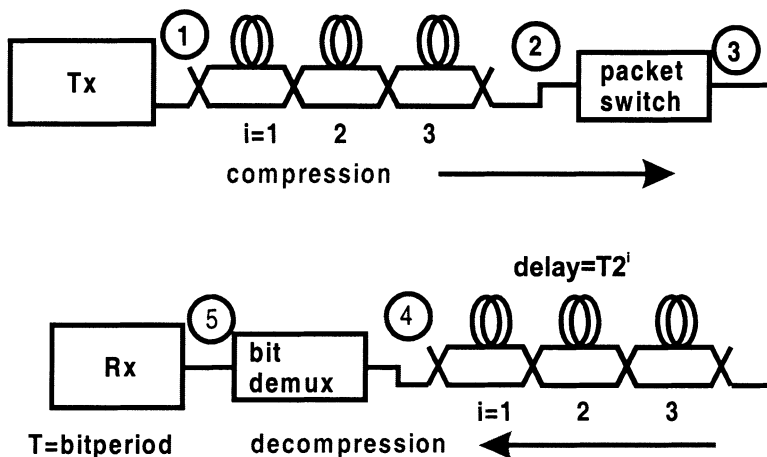 1
2
3
Tx
packet
switch
i=1 2 3
compression
delay=T2ⁱ
5
4
Rx
bit
demux
i=1 2 3
T=bitperiod
decompression